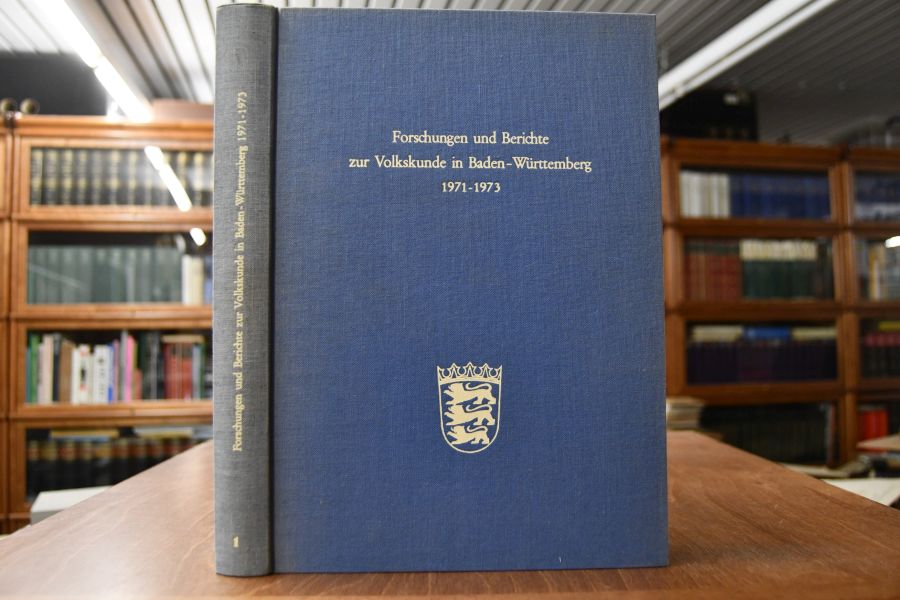 Forschungen und Berichte
zur Volkskunde in Baden-Württemberg
1971-1973
Forschungen und Berichte zur Volkskunde in Baden-Württemberg 1971-1973
1